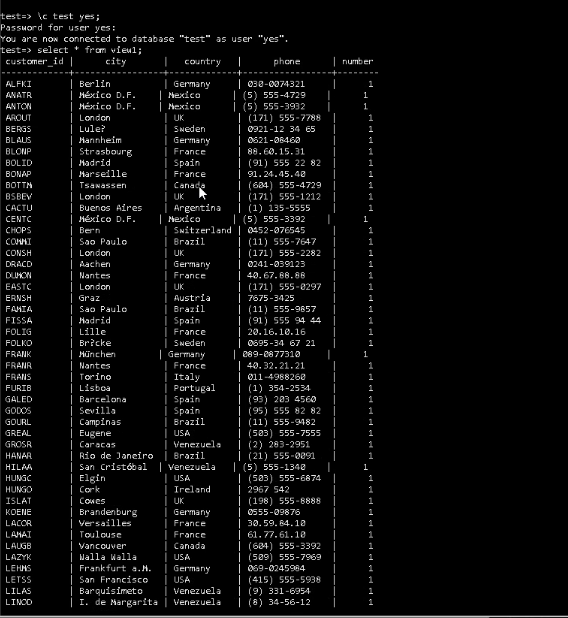 test=> \c test yes;
Password for user yes:
You are now connected to database "test" as user "yes".
test=> select * from view1;
customer_id | city | country | phone | number
-------------+-----------------+-------------+----------------+--------
ALFKI | Berlin | Germany | 030-0074321 | 1
ANATR | México D.F. | Mexico | (5) 555-4729 | 1
ANTON | México D.F. | Mexico | (5) 555-3932 | 1
AROUT | London | UK | (171) 555-7788 | 1
BERGS | Lule? | Sweden | 0921-12 34 65 | 1
BLAUS | Mannheim | Germany | 0621-08460 | 1
BLONP | Strasbourg | France | 88.60.15.31 | 1
BOLID | Madrid | Spain | (91) 555 22 82 | 1
BONAP | Marseille | France | 91.24.45.40 | 1
BOTTM | Tsawassen | Canada | (604) 555-4729 | 1
BSBEV | London | UK | (171) 555-1212 | 1
CACTU | Buenos Aires | Argentina | (1) 135-5555 | 1
CENTC | México D.F. | Mexico | (5) 555-3392 | 1
CHOPS | Bern | Switzerland | 0452-076545 | 1
COMMI | Sao Paulo | Brazil | (11) 555-7647 | 1
CONSH | London | UK | (171) 555-2282 | 1
DRACD | Aachen | Germany | 0241-039123 | 1
DUMON | Nantes | France | 40.67.88.88 | 1
EASTC | London | UK | (171) 555-0297 | 1
ERNSH | Graz | Austria | 7675-3425 | 1
FAMIA | Sao Paulo | Brazil | (11) 555-9857 | 1
FISSA | Madrid | Spain | (91) 555 94 44 | 1
FOLIG | Lille | France | 20.16.10.16 | 1
FOLKO | Br?cke | Sweden | 0695-34 67 21 | 1
FRANK | München | Germany | 089-0877310 | 1
FRANR | Nantes | France | 40.32.21.21 | 1
FRANS | Torino | Italy | 011-4988260 | 1
FURIB | Lisboa | Portugal | (1) 354-2534 | 1
GALED | Barcelona | Spain | (93) 203 4560 | 1
GODOS | Sevilla | Spain | (95) 555 82 82 | 1
GOURL | Campinas | Brazil | (11) 555-9482 | 1
GREAL | Eugene | USA | (503) 555-7555 | 1
GROSR | Caracas | Venezuela | (2) 283-2951 | 1
HANAR | Rio de Janeiro | Brazil | (21) 555-0091 | 1
HILAA | San Cristóbal | Venezuela | (5) 555-1340 | 1
HUNGC | Elgin | USA | (503) 555-6874 | 1
HUNGO | Cork | Ireland | 2967 542 | 1
ISLAT | Cowes | UK | (198) 555-8888 | 1
KOENE | Brandenburg | Germany | 0555-09876 | 1
LACOR | Versailles | France | 30.59.84.10 | 1
LAMAI | Toulouse | France | 61.77.61.10 | 1
LAUGB | Vancouver | Canada | (604) 555-3392 | 1
LAZYK | Walla Walla | USA | (509) 555-7969 | 1
LEHMS | Frankfurt a.M. | Germany | 069-0245984 | 1
LETSS | San Francisco | USA | (415) 555-5938 | 1
LILAS | Barquisimeto | Venezuela | (9) 331-6954 | 1
LINOD | I. de Margarita | Venezuela | (8) 34-56-12 | 1